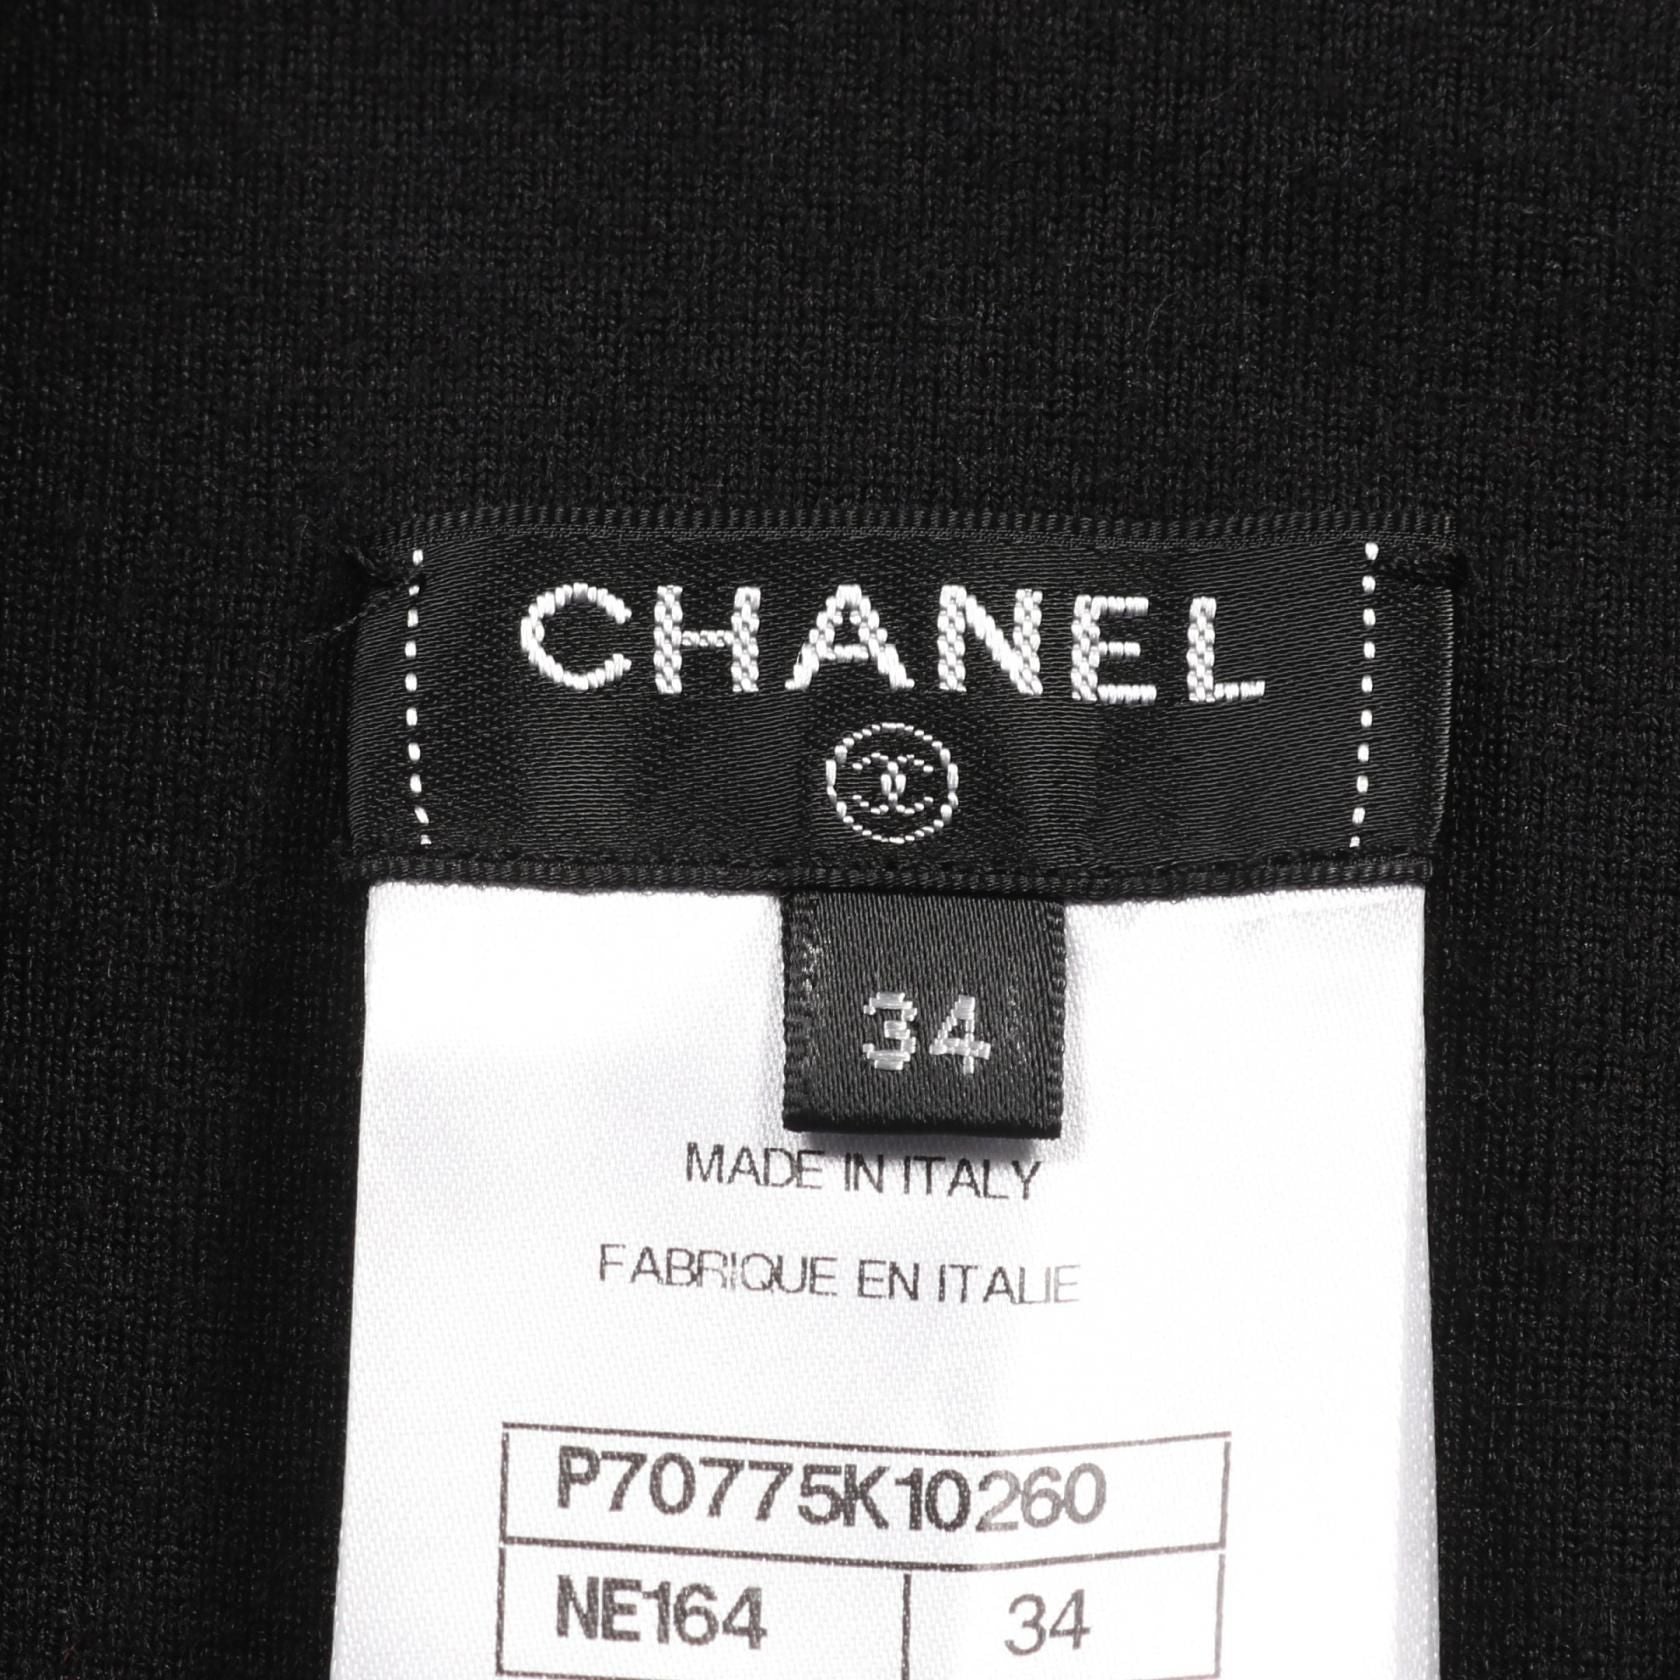 CHANEL
34
MADE IN ITALY
FABRIQUE EN ITALIE
P70775K10260
NE164 34